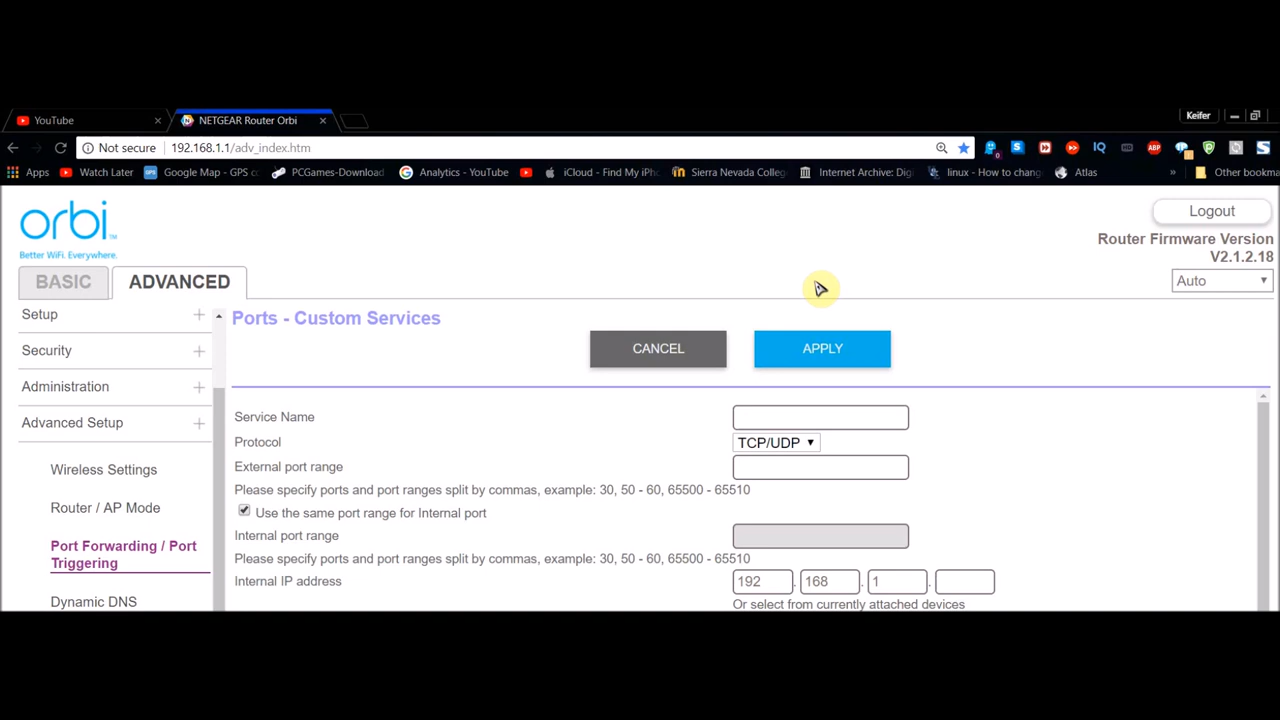 YouTube
NETGEAR Router Orbi
Keifer
Not secure
192.168.1.1/adv_index.htm
Apps
Watch Later
Google Map - GPS co
PCGames-Download
Analytics - YouTube
iCloud - Find My iPh
Sierra Nevada Colleg
Internet Archive: Digi
linux - How to chang
Atlas
»
Other bookma
IQ
ABP
0
orbi
Better WiFi. Everywhere.
Logout
Router Firmware Version
V2.1.2.18
Auto
BASIC
ADVANCED
Setup
Security
Administration
Advanced Setup
Wireless Settings
Router / AP Mode
Port Forwarding / Port
Triggering
Dynamic DNS
Ports - Custom Services
CANCEL
APPLY
Service Name
Protocol
TCP/UDP
External port range
Please specify ports and port ranges split by commas, example: 30, 50 - 60, 65500 - 65510
Use the same port range for Internal port
Internal port range
Please specify ports and port ranges split by commas, example: 30, 50 - 60, 65500 - 65510
Internal IP address
192 . 168 . 1 .
Or select from currently attached devices